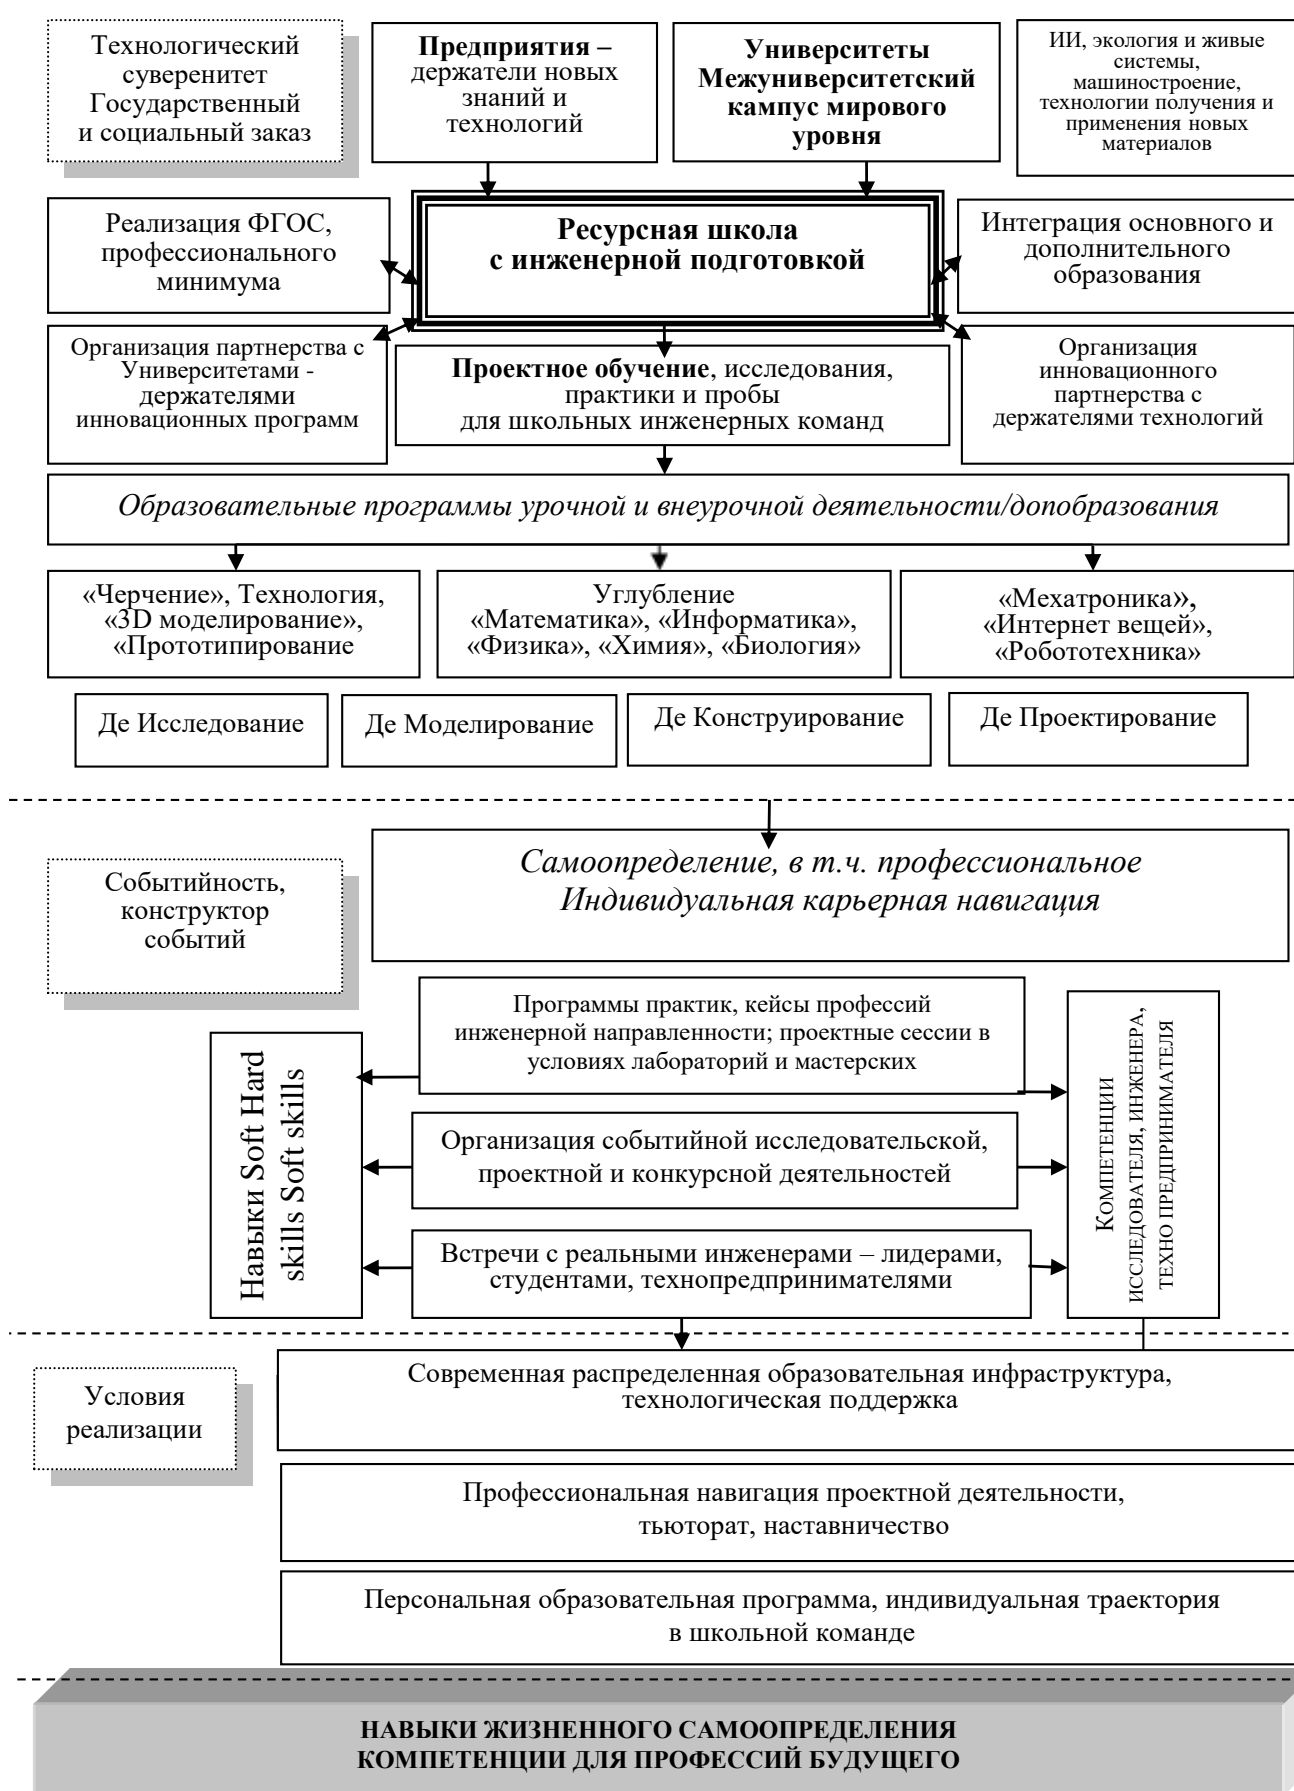 Технологический
суверенитет
Государственный
и социальный заказ
Предприятия –
держатели новых
знаний и
технологий
Университеты
Межуниверситетский
кампус мирового
уровня
ИИ, экология и живые
системы,
машиностроение,
технологии получения и
применения новых
материалов
Реализация ФГОС,
профессионального
минимума
Ресурсная школа
с инженерной подготовкой
Интеграция основного и
дополнительного
образования
Организация партнерства с
Университетами -
держателями
инновационных программ
Проектное обучение, исследования,
практики и пробы
для школьных инженерных команд
Организация
инновационного
партнерства с
держателями технологий
Образовательные программы урочной и внеурочной деятельности/допобразования
«Черчение», Технология,
«3D моделирование»,
«Прототипирование
Углубление
«Математика», «Информатика»,
«Физика», «Химия», «Биология»
«Мехатроника»,
«Интернет вещей»,
«Робототехника»
Де Исследование
Де Моделирование
Де Конструирование
Де Проектирование
Событийность,
конструктор
событий
Самоопределение, в т.ч. профессиональное
Индивидуальная карьерная навигация
Навыки Soft Hard
skills Soft skills
Программы практик, кейсы профессий
инженерной направленности; проектные сессии в
условиях лабораторий и мастерских
Организация событийной исследовательской,
проектной и конкурсной деятельностей
Встречи с реальными инженерами – лидерами,
студентами, технопредпринимателями
КОМПЕТЕНЦИИ
ИССЛЕДОВАТЕЛЯ, ИНЖЕНЕРА,
ТЕХНО ПРЕДПРИНИМАТЕЛЯ
Условия
реализации
Современная распределенная образовательная инфраструктура,
технологическая поддержка
Профессиональная навигация проектной деятельности,
тьюторат, наставничество
Персональная образовательная программа, индивидуальная траектория
в школьной команде
НАВЫКИ ЖИЗНЕННОГО САМООПРЕДЕЛЕНИЯ
КОМПЕТЕНЦИИ ДЛЯ ПРОФЕССИЙ БУДУЩЕГО